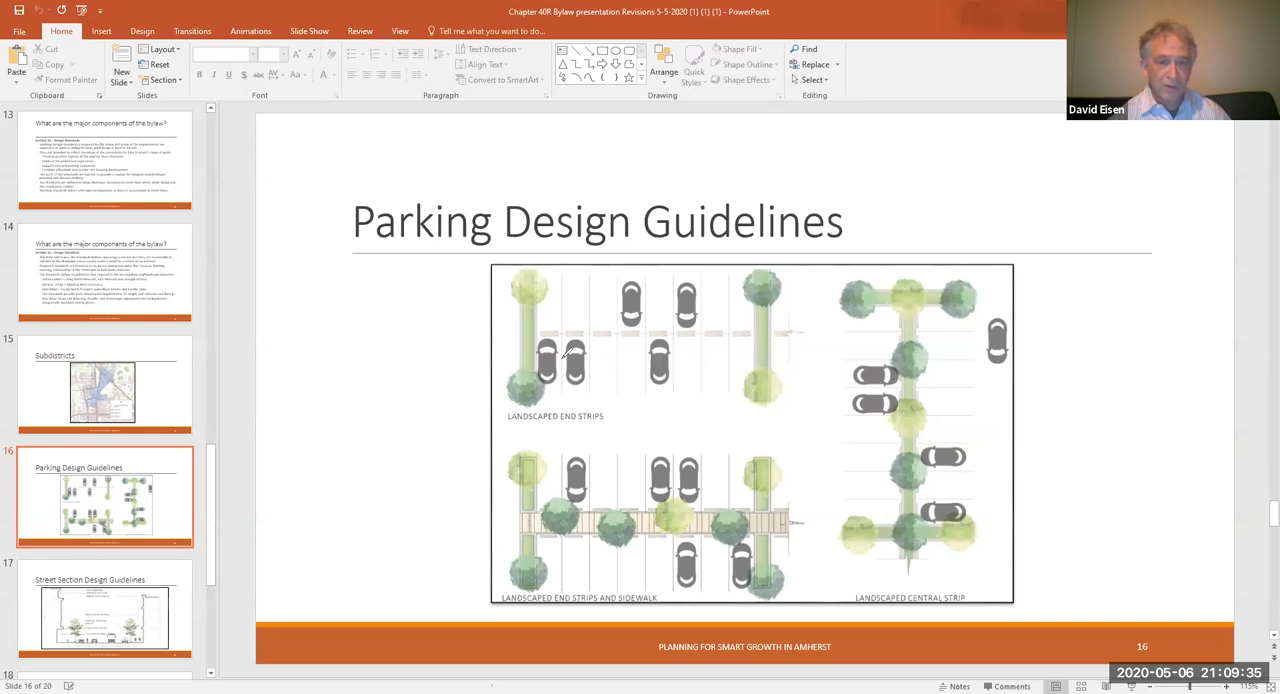 Chapter 40R Bylaw presentation Revisions 5-5-2020 (1) (1) (1) - PowerPoint
File
Home
Insert
Design
Transitions
Animations
Slide Show
Review
View
Tell me what you want to do...
Paste
Cut
Copy
Format Painter
Clipboard
New Slide
Layout
Reset
Section
Slides
Font
B I U S abc AV Aa A
Text Direction
Align Text
Convert to SmartArt
Paragraph
Arrange
Quick Styles
Shape Fill
Shape Outline
Shape Effects
Drawing
Find
Replace
Select
Editing
David Eisen
13
What are the major components of the bylaw?
14
What are the major components of the bylaw?
15
Subdistricts
16
Parking Design Guidelines
17
Street Section Design Guidelines
18
Parking Design Guidelines
LANDSCAPED END STRIPS
LANDSCAPED END STRIPS AND SIDEWALK
LANDSCAPED CENTRAL STRIP
PLANNING FOR SMART GROWTH IN AMHERST
16
Slide 16 of 20
Notes
Comments
115%
2020-05-06 21:09:35